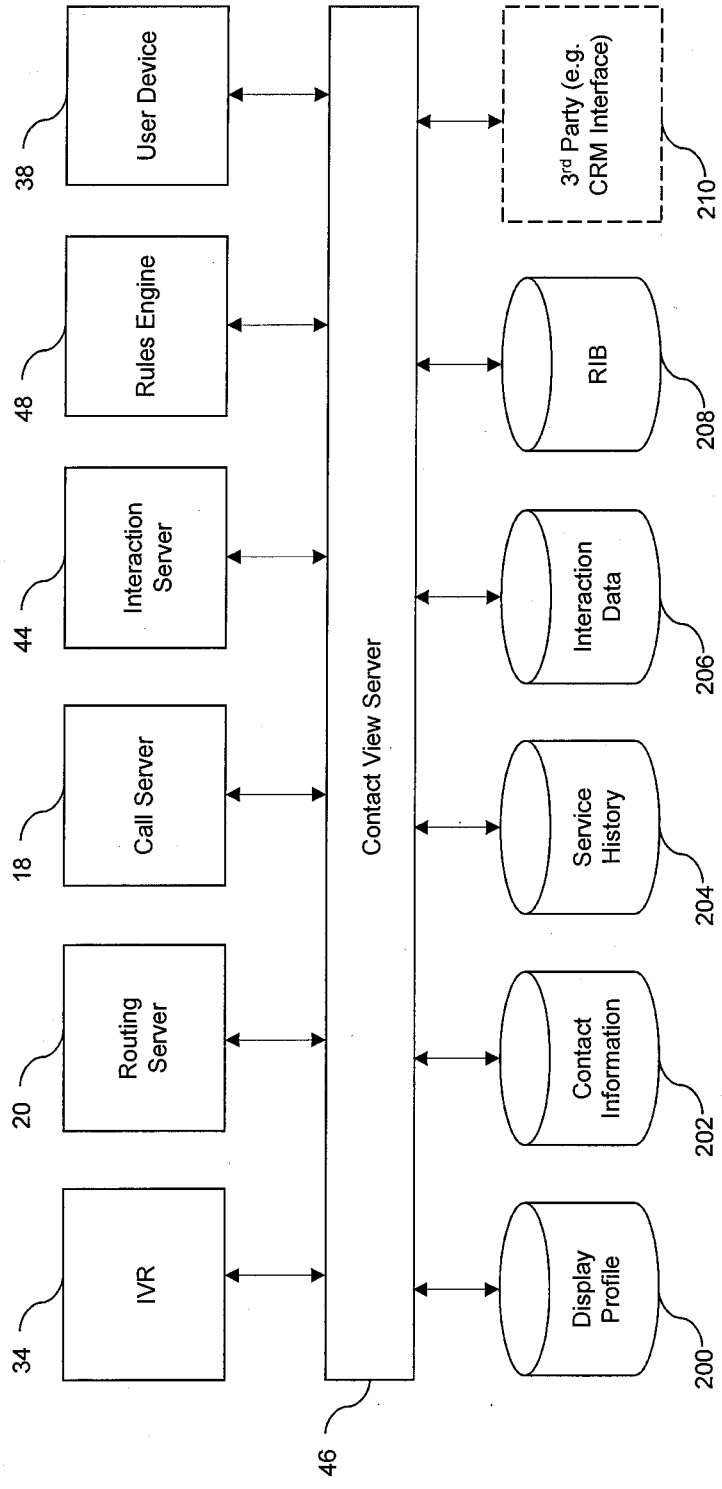 34
20
18
44
48
38
IVR
Routing
Server
Call Server
Interaction
Server
Rules Engine
User Device
46
Contact View Server
Display
Profile
Contact
Information
Service
History
Interaction
Data
RIB
3rd Party (e.g.
CRM Interface)
200
202
204
206
208
210